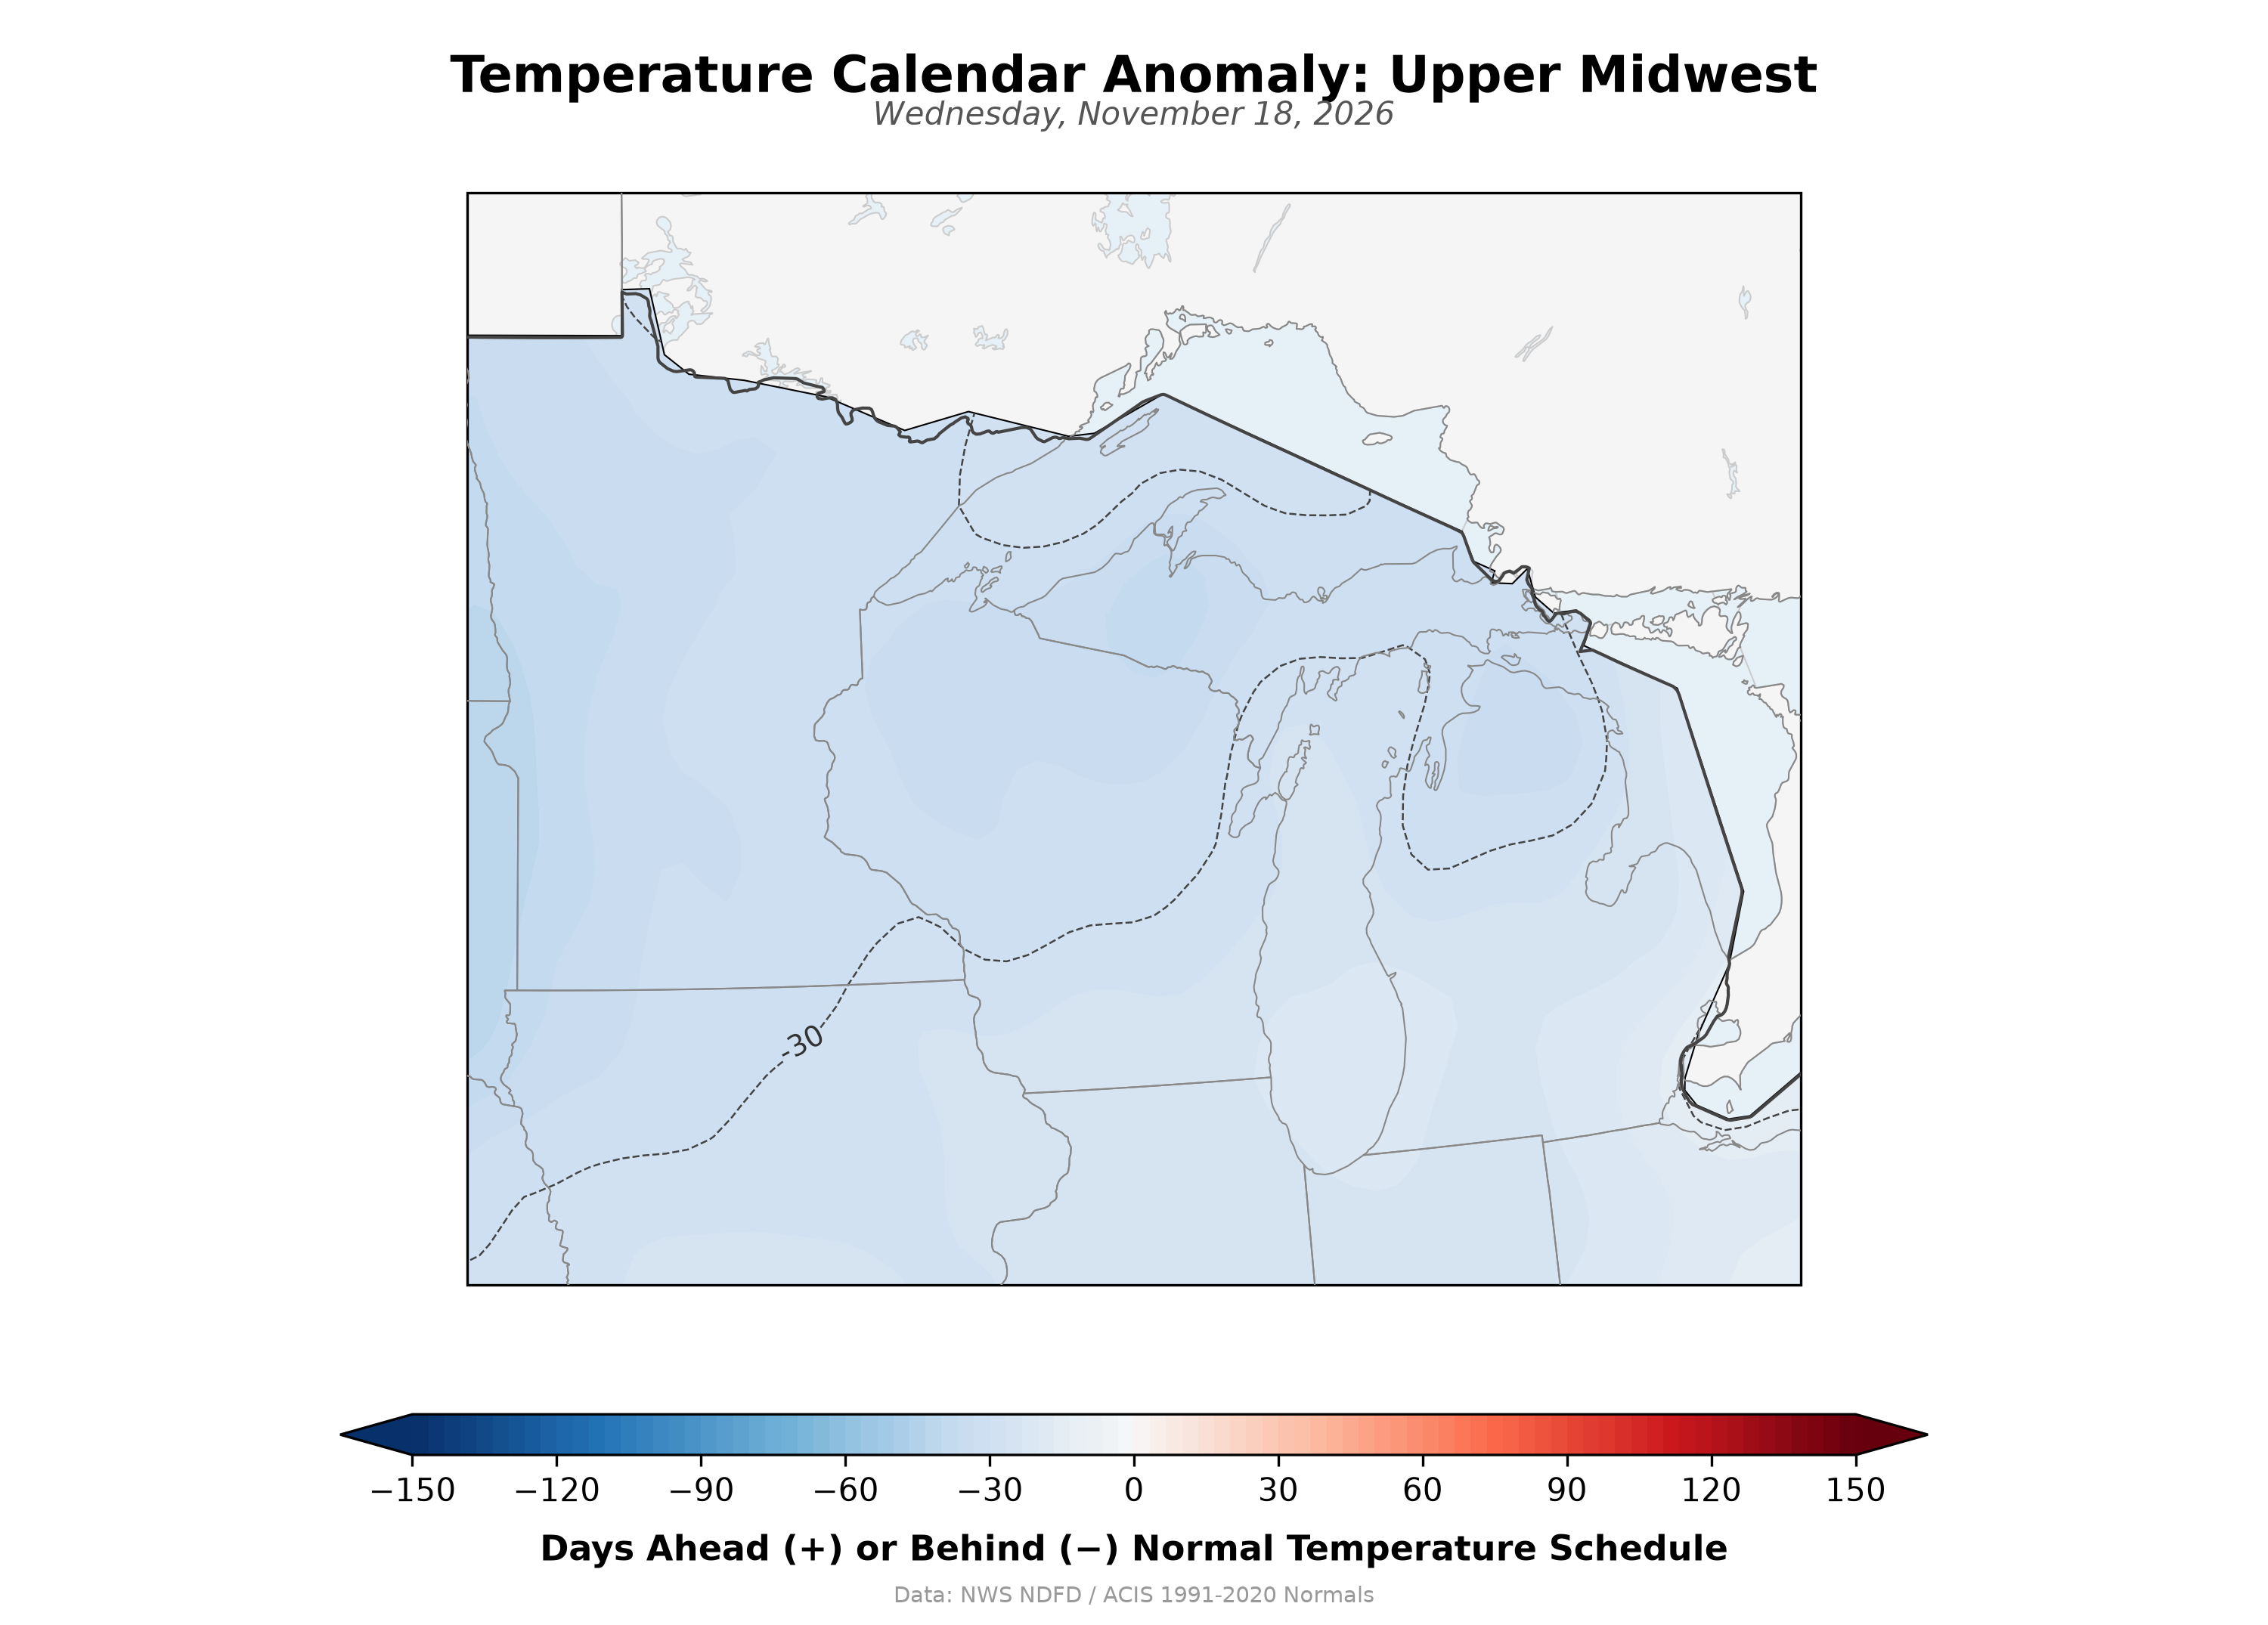 Temperature Calendar Anomaly: Upper Midwest
Wednesday, November 18, 2026
-30
−150 −120 −90 −60 −30 0 30 60 90 120 150
Days Ahead (+) or Behind (−) Normal Temperature Schedule
Data: NWS NDFD / ACIS 1991-2020 Normals